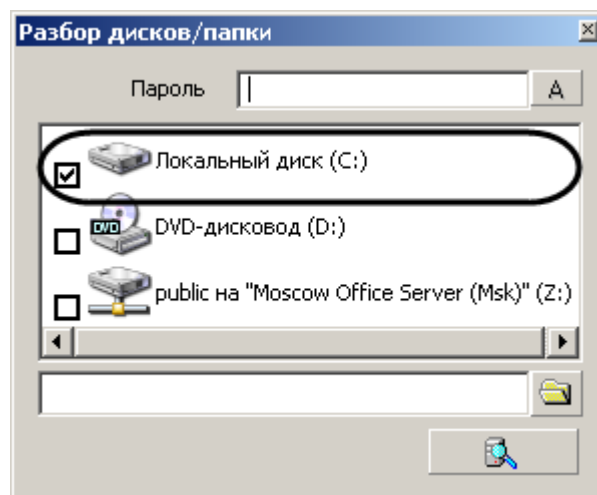 Разбор дисков/папки
Пароль
A
Локальный диск (C:)
DVD
DVD-дисковод (D:)
public на "Moscow Office Server (Msk)" (Z:)